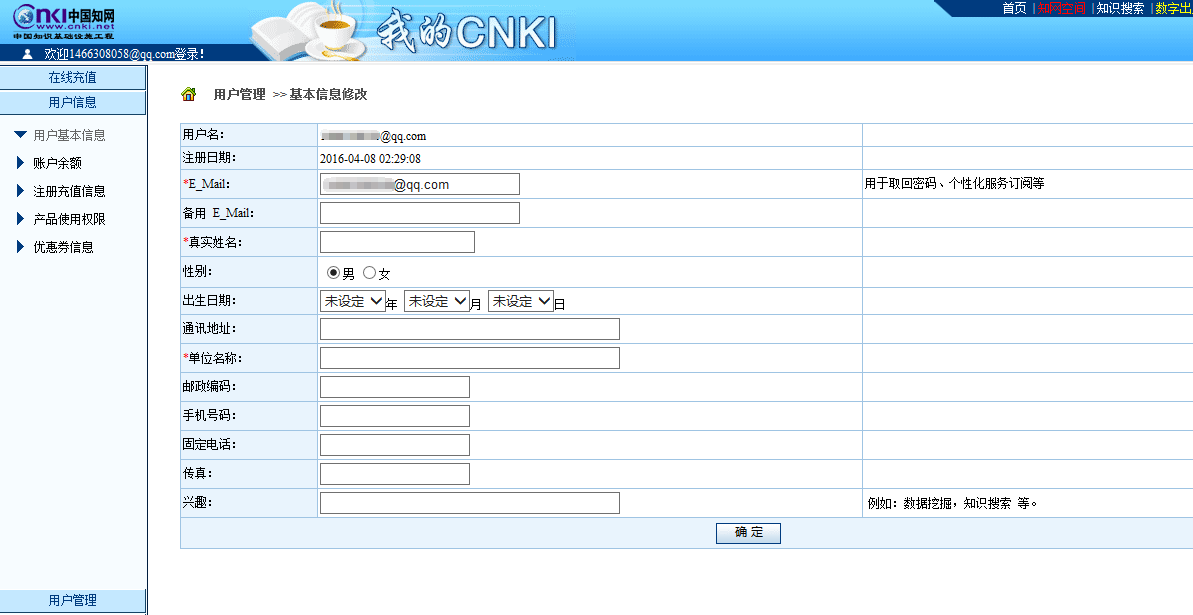 CNKI中国知网
www.cnki.net
中国知识基础设施工程
我的CNKI
首页 |知网空间 |知识搜索 |数字出
欢迎1466308058@qq.com登录!
在线充值
用户信息
用户基本信息
账户余额
注册充值信息
产品使用权限
优惠券信息
用户管理
用户管理 >>基本信息修改
用户名: @qq.com
注册日期: 2016-04-08 02:29:08
*E_Mail: @qq.com 用于取回密码、个性化服务订阅等
备用 E_Mail:
*真实姓名:
性别: 男 女
出生日期: 未设定 年 未设定 月 未设定 日
通讯地址:
*单位名称:
邮政编码:
手机号码:
固定电话:
传真:
兴趣: 例如: 数据挖掘, 知识搜索 等。
确 定